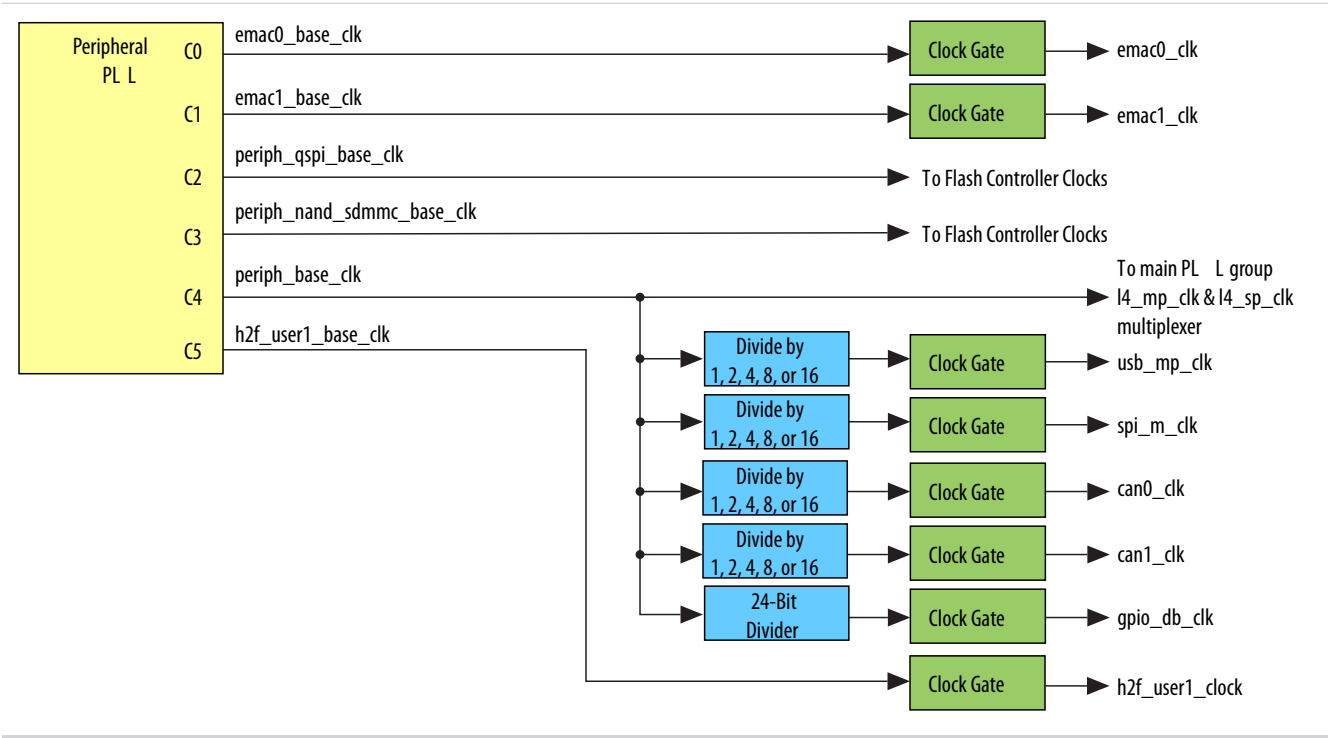 Peripheral
PL L
C0
emac0_base_clk
Clock Gate
emac0_clk
C1
emac1_base_clk
Clock Gate
emac1_clk
C2
periph_qspi_base_clk
To Flash Controller Clocks
C3
periph_nand_sdmmc_base_clk
To Flash Controller Clocks
C4
periph_base_clk
To main PL L group
l4_mp_clk & l4_sp_clk
multiplexer
C5
h2f_user1_base_clk
Divide by
1, 2, 4, 8, or 16
Clock Gate
usb_mp_clk
Divide by
1, 2, 4, 8, or 16
Clock Gate
spi_m_clk
Divide by
1, 2, 4, 8, or 16
Clock Gate
can0_clk
Divide by
1, 2, 4, 8, or 16
Clock Gate
can1_clk
24-Bit
Divider
Clock Gate
gpio_db_clk
Clock Gate
h2f_user1_clock